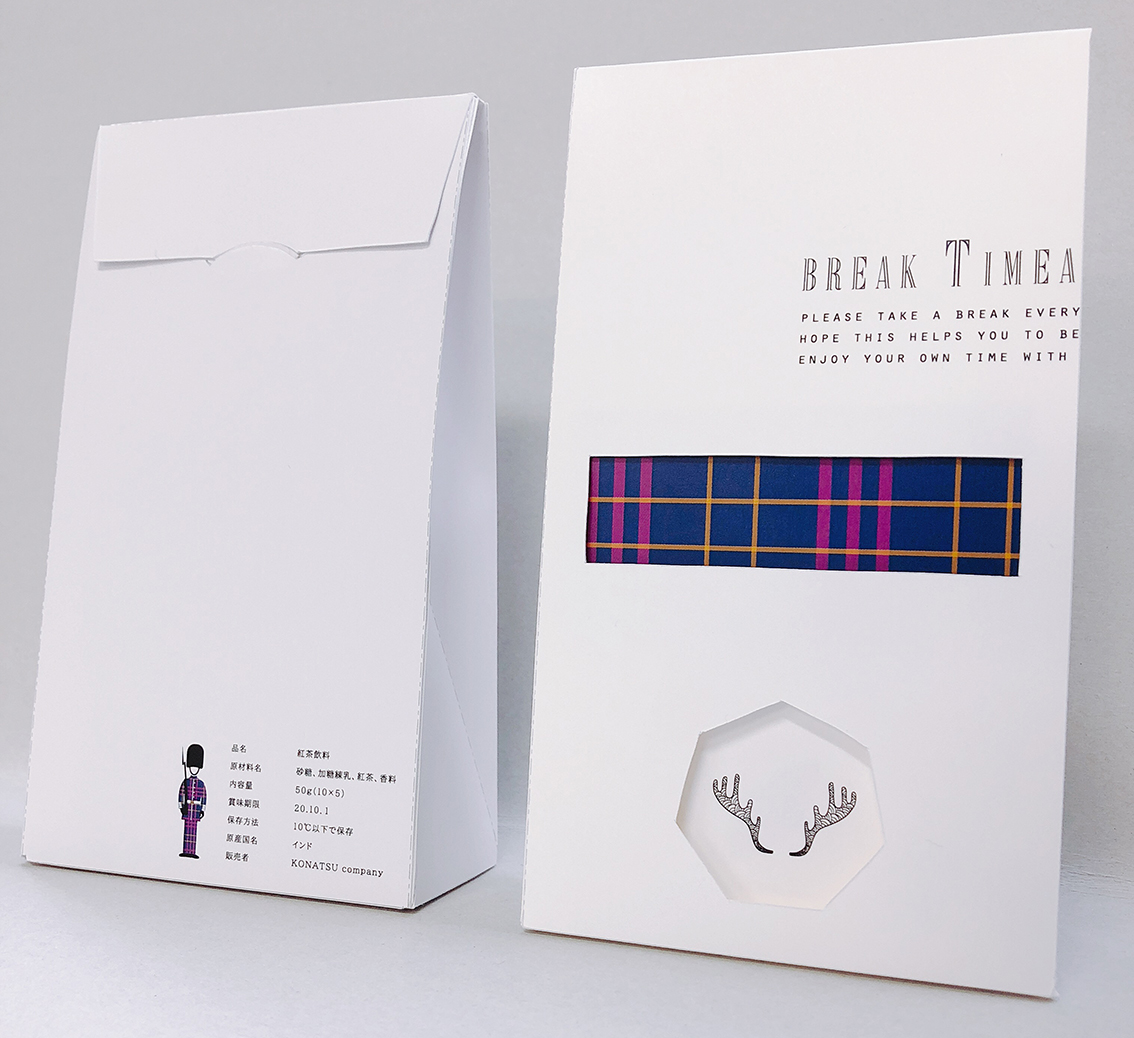 品名 紅茶飲料
原材料名 砂糖、加糖練乳、紅茶、香料
内容量 50g(10×5)
賞味期限 20.10.1
保存方法 10℃以下で保存
原産国名 インド
販売者 KONATSU company
BREAK TIMEA
PLEASE TAKE A BREAK EVERY
HOPE THIS HELPS YOU TO BE
ENJOY YOUR OWN TIME WITH